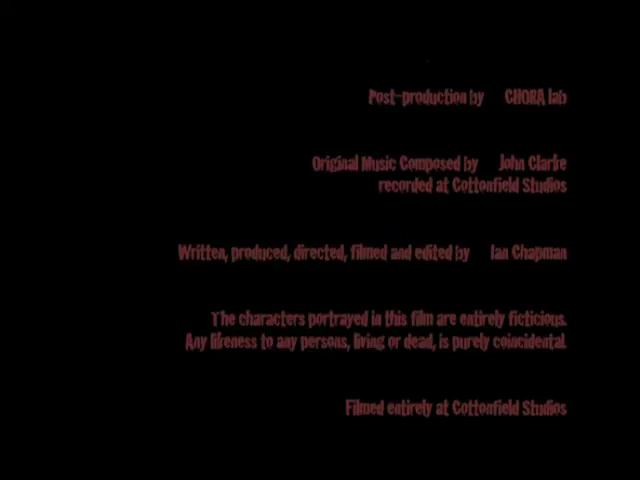 Post-production by CHORA lab
Original Music Composed by John Clarke
recorded at Cottonfield Studios
Written, produced, directed, filmed and edited by Ian Chapman
The characters portrayed in this film are entirely ficticious.
Any likeness to any persons, living or dead, is purely coincidental.
Filmed entirely at Cottonfield Studios